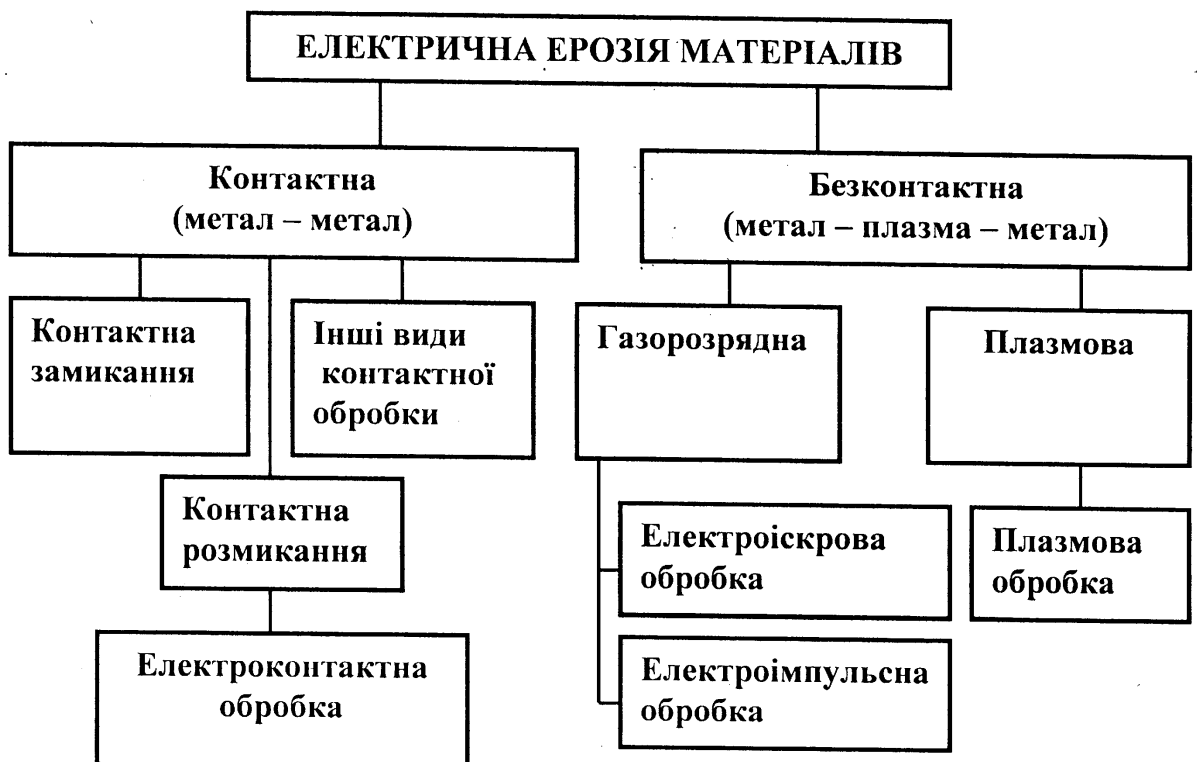 ЕЛЕКТРИЧНА ЕРОЗІЯ МАТЕРІАЛІВ
Контактна
(метал – метал)
Безконтактна
(метал – плазма – метал)
Контактна
замикання
Інші види
контактної
обробки
Газорозрядна
Плазмова
Контактна
розмикання
Електроіскрова
обробка
Плазмова
обробка
Електроконтактна
обробка
Електроімпульсна
обробка